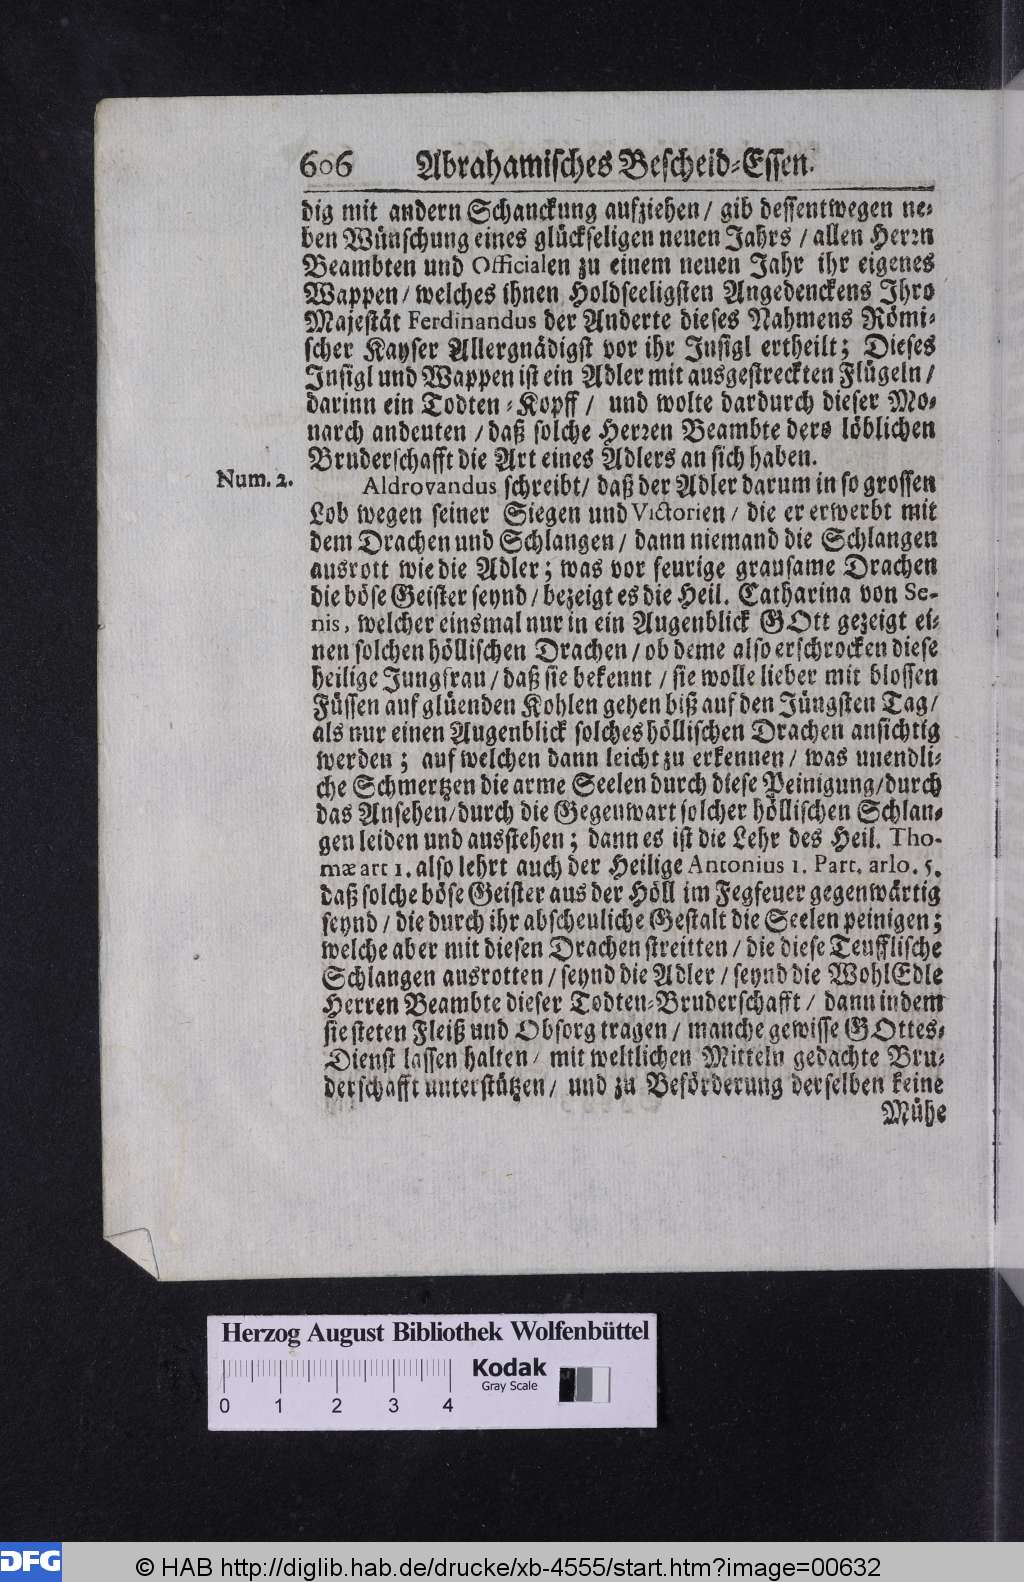 606 Abrahamisches Bescheid-Essen.
dig mit andern Schanckung aufziehen / gib dessentwegen ne-
ben Wünschung eines glückseligen neuen Jahrs / allen Herrn
Beambten und Officialen zu einem neuen Jahr ihr eigenes
Wappen / welches ihnen Holdseeligsten Angedenckens Ihro
Majestät Ferdinandus der Anderte dieses Nahmens Römi-
scher Kayser Allergnädigst vor ihr Insigl ertheilt; Dieses
Insigl und Wappen ist ein Adler mit ausgestreckten Flügeln /
darinn ein Todten-Kopff / und wolte dardurch dieser Mo-
narch andeuten / daß solche Herren Beambte ders löblichen
Bruderschafft die Art eines Adlers an sich haben.
Num. 2.
Aldrovandus schreibt / daß der Adler darum in so grossen
Lob wegen seiner Siegen und Victorien / die er erwerbt mit
dem Drachen und Schlangen / dann niemand die Schlangen
ausrott wie die Adler; was vor feurige grausame Drachen
die böse Geister seynd / bezeigt es die Heil. Catharina von Se-
nis, welcher einsmal nur in ein Augenblick GOtt gezeigt ei-
nen solchen höllischen Drachen / ob deme also erschrocken diese
heilige Jungfrau / daß sie bekennt / sie wolle lieber mit blossen
Füssen auf glüenden Kohlen gehen biß auf den Jüngsten Tag /
als nur einen Augenblick solches höllischen Drachen ansichtig
werden; auf welchen dann leicht zu erkennen / was unendli-
che Schmertzen die arme Seelen durch diese Peinigung / durch
das Ansehen / durch die Gegenwart solcher höllischen Schlan-
gen leiden und ausstehen; dann es ist die Lehr des Heil. Tho-
mæ art 1. also lehrt auch der Heilige Antonius 1. Part. arlo. 5.
daß solche böse Geister aus der Höll im Fegfeuer gegenwärtig
seynd / die durch ihr abscheuliche Gestalt die Seelen peinigen;
welche aber mit diesen Drachen streitten / die diese Teufflische
Schlangen ausrotten / seynd die Adler / seynd die WohlEdle
Herren Beambte dieser Todten-Bruderschafft / dann indem
sie steten Fleiß und Obsorg tragen / manche gewisse GOttes-
Dienst lassen halten / mit weltlichen Mitteln gedachte Bru-
derschafft unterstützen / und zu Beförderung derselben keine
Mühe
Herzog August Bibliothek Wolfenbüttel
0 1 2 3 4
Kodak
Gray Scale
DFG
© HAB http://diglib.hab.de/drucke/xb-4555/start.htm?image=00632